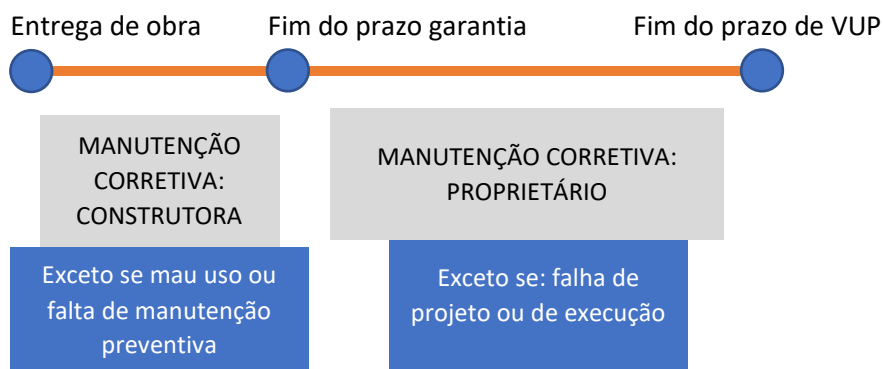 Entrega de obra
Fim do prazo garantia
Fim do prazo de VUP
MANUTENÇÃO
CORRETIVA:
CONSTRUTORA
Exceto se mau uso ou
falta de manutenção
preventiva
MANUTENÇÃO CORRETIVA:
PROPRIETÁRIO
Exceto se: falha de
projeto ou de execução